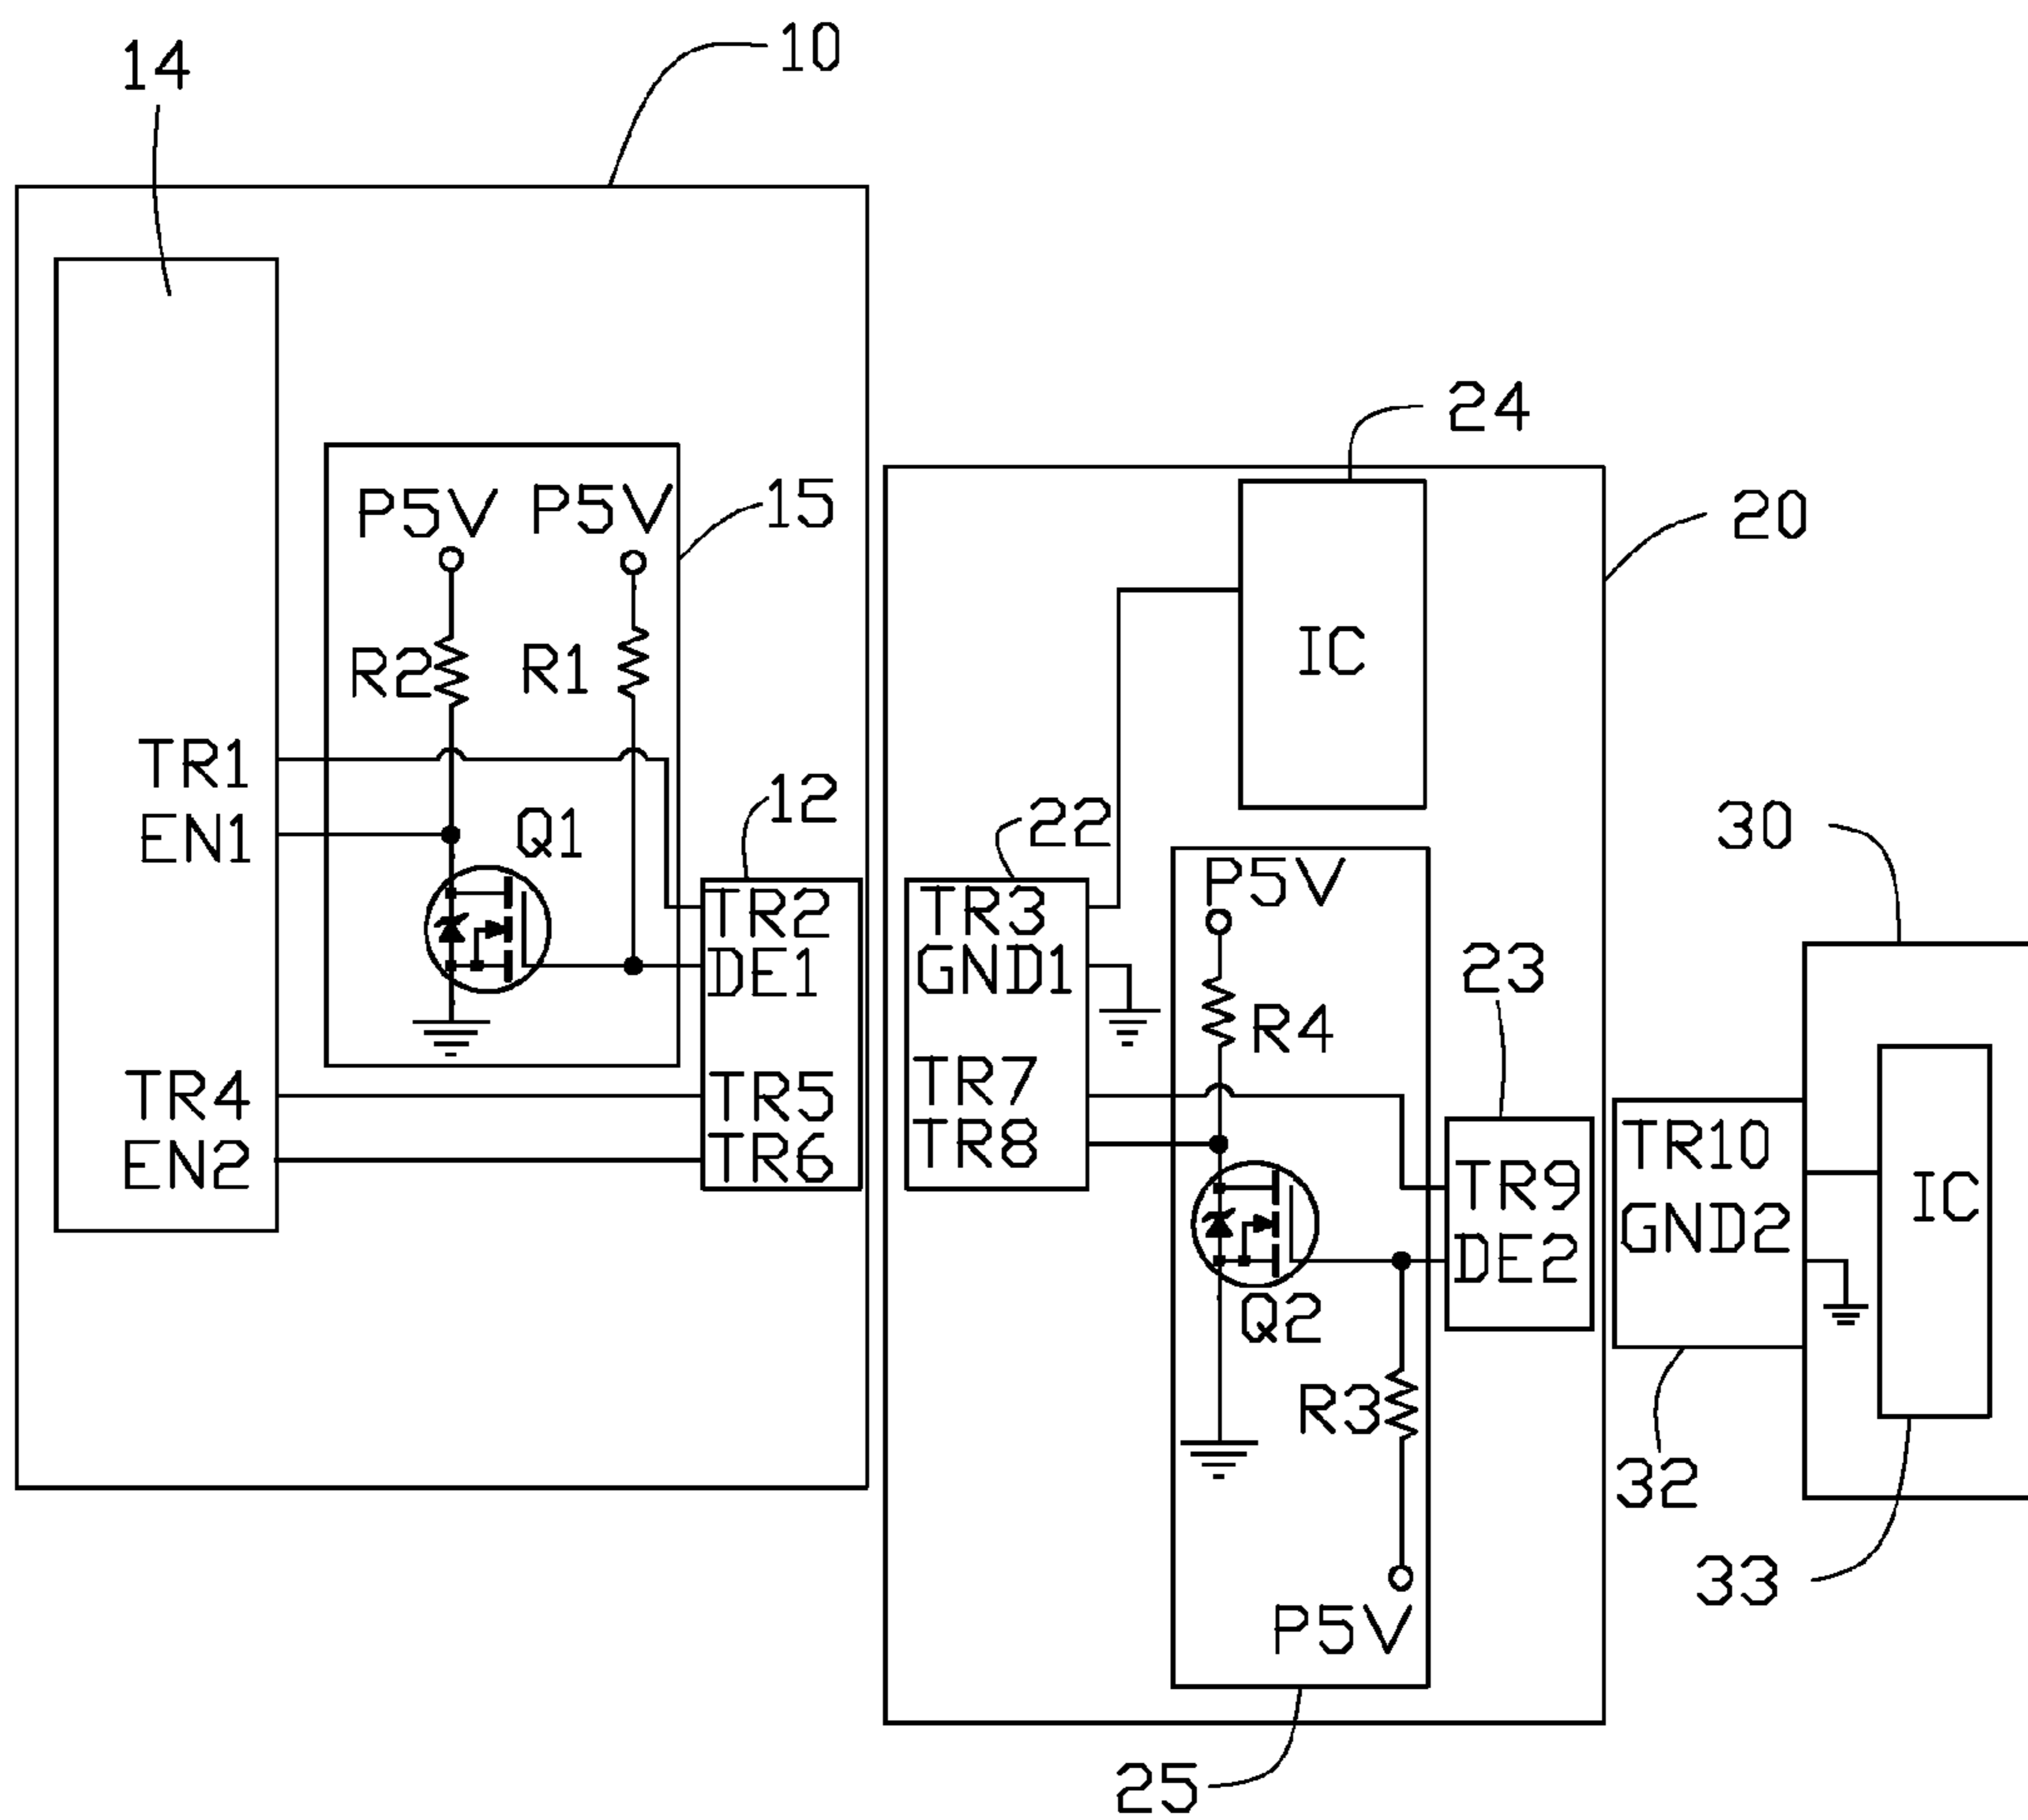 14
10
24
P5V P5V
15
20
R2 R1
IC
TR1
EN1
Q1
12
22
30
P5V
TR2
DE1
TR3
GND1
23
R4
TR4
EN2
TR5
TR6
TR7
TR8
TR9
DE2
TR10
GND2
IC
Q2
R3
32
33
P5V
25